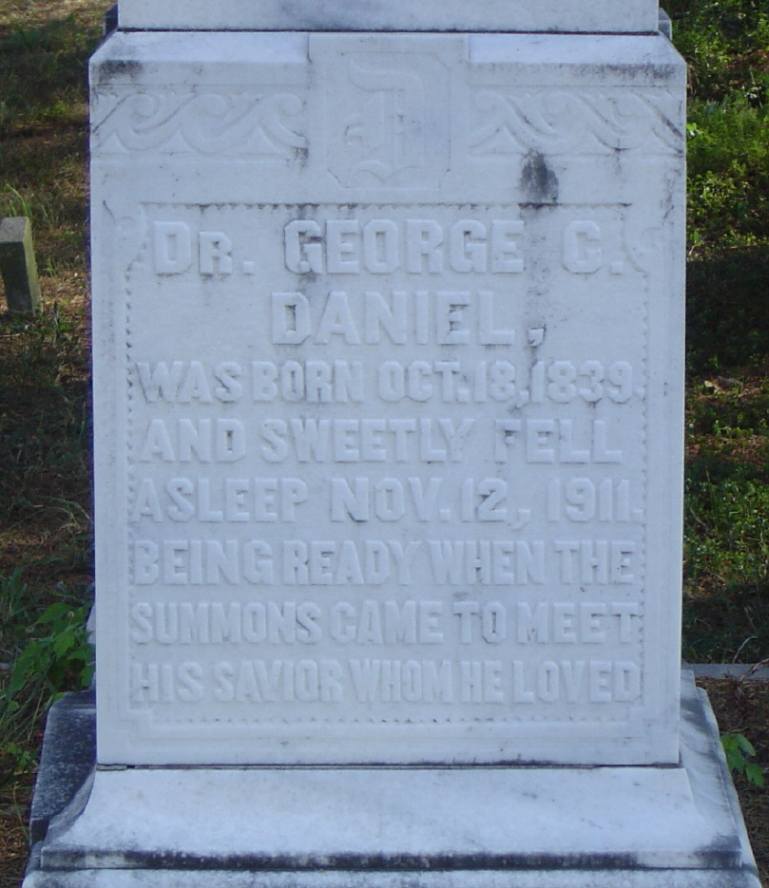 D
DR. GEORGE C.
DANIEL,
WAS BORN OCT. 18, 1839.
AND SWEETLY FELL
ASLEEP NOV. 12, 1911.
BEING READY WHEN THE
SUMMONS CAME TO MEET
HIS SAVIOR WHOM HE LOVED